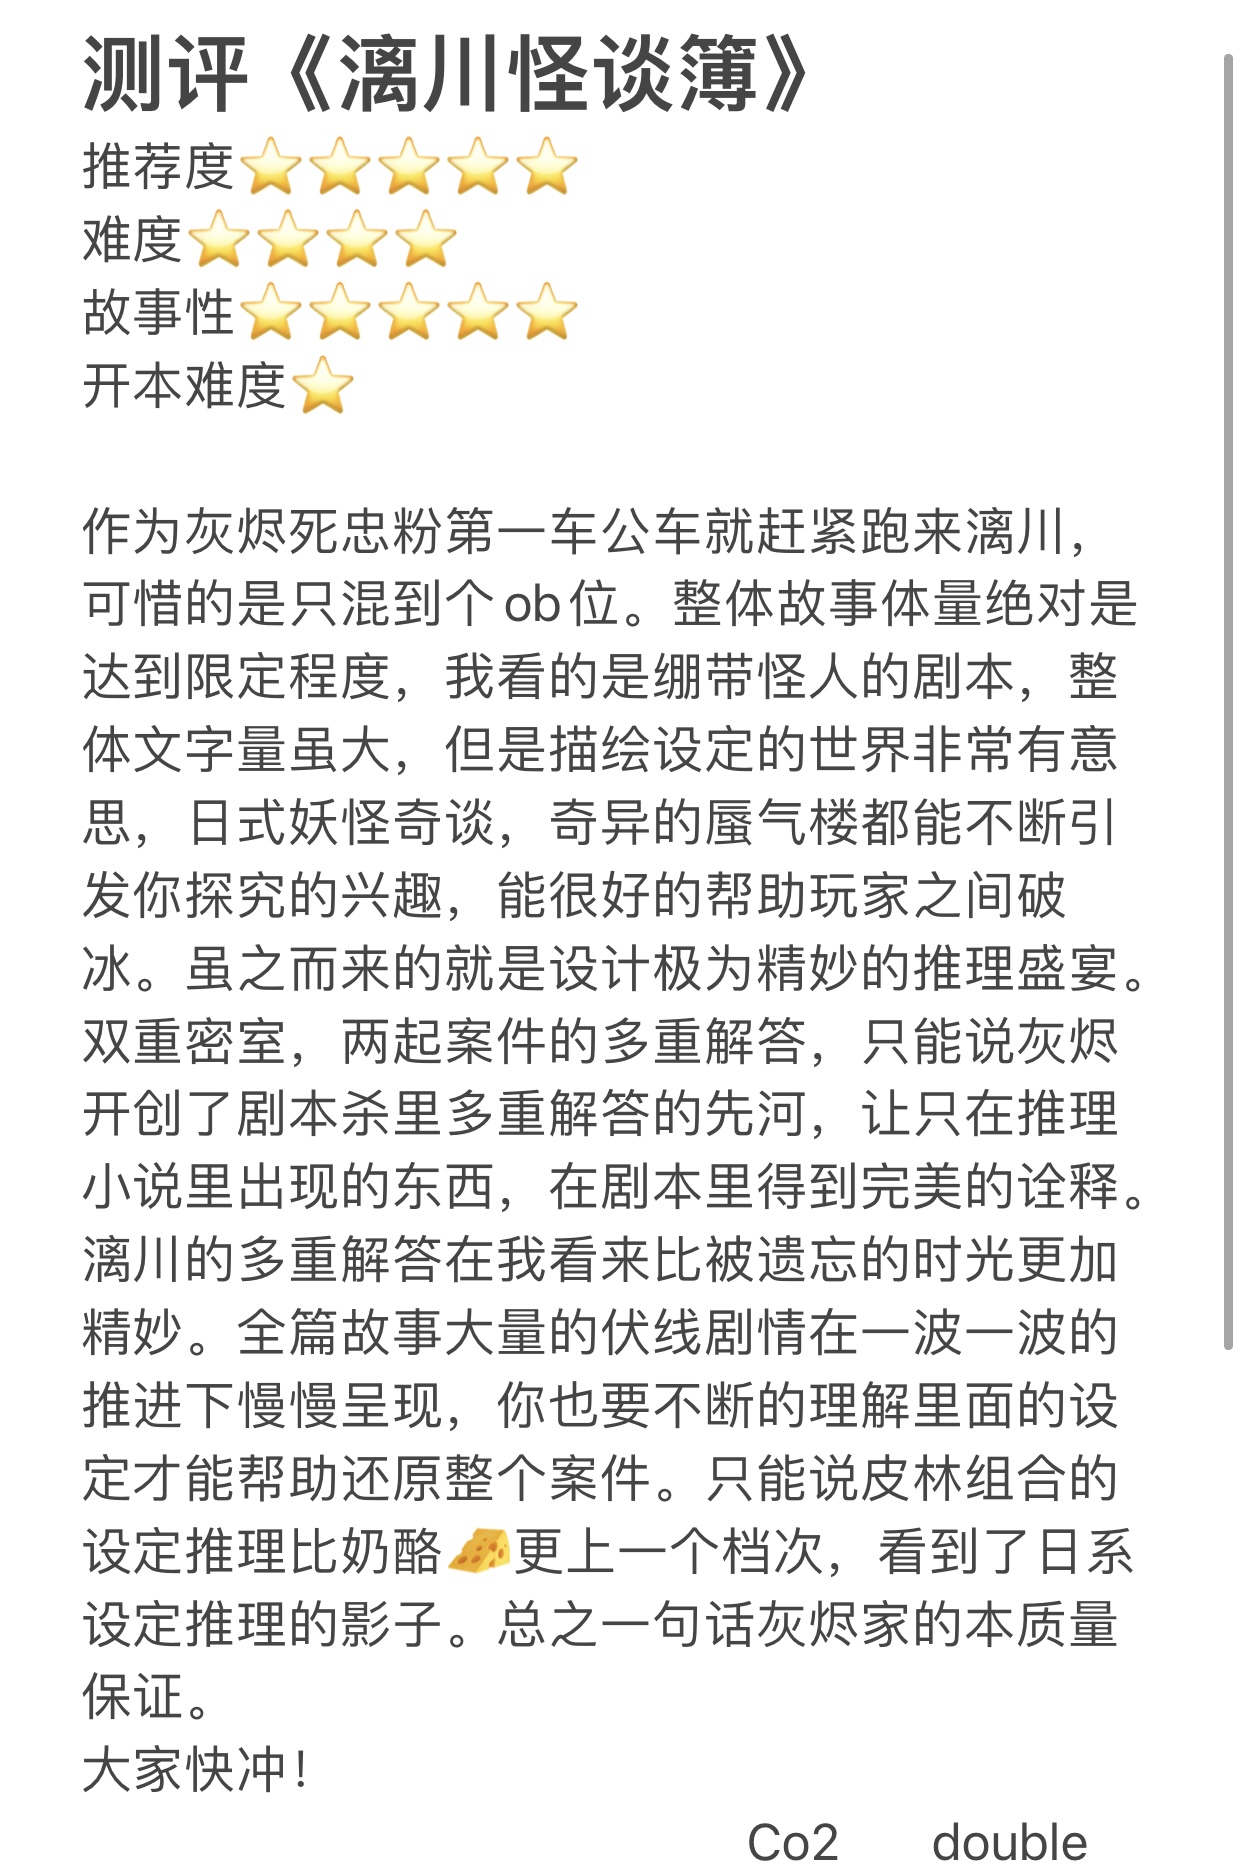 测评《漓川怪谈簿》
推荐度⭐️⭐️⭐️⭐️⭐️
难度⭐️⭐️⭐️⭐️
故事性⭐️⭐️⭐️⭐️⭐️
开本难度⭐️
作为灰烬死忠粉第一车公车就赶紧跑来漓川，
可惜的是只混到个ob位。整体故事体量绝对是
达到限定程度，我看的是绷带怪人的剧本，整
体文字量虽大，但是描绘设定的世界非常有意
思，日式妖怪奇谈，奇异的蜃气楼都能不断引
发你探究的兴趣，能很好的帮助玩家之间破
冰。虽之而来的就是设计极为精妙的推理盛宴。
双重密室，两起案件的多重解答，只能说灰烬
开创了剧本杀里多重解答的先河，让只在推理
小说里出现的东西，在剧本里得到完美的诠释。
漓川的多重解答在我看来比被遗忘的时光更加
精妙。全篇故事大量的伏线剧情在一波一波的
推进下慢慢呈现，你也要不断的理解里面的设
定才能帮助还原整个案件。只能说皮林组合的
设定推理比奶酪🧀更上一个档次，看到了日系
设定推理的影子。总之一句话灰烬家的本质量
保证。
大家快冲！
Co2 double